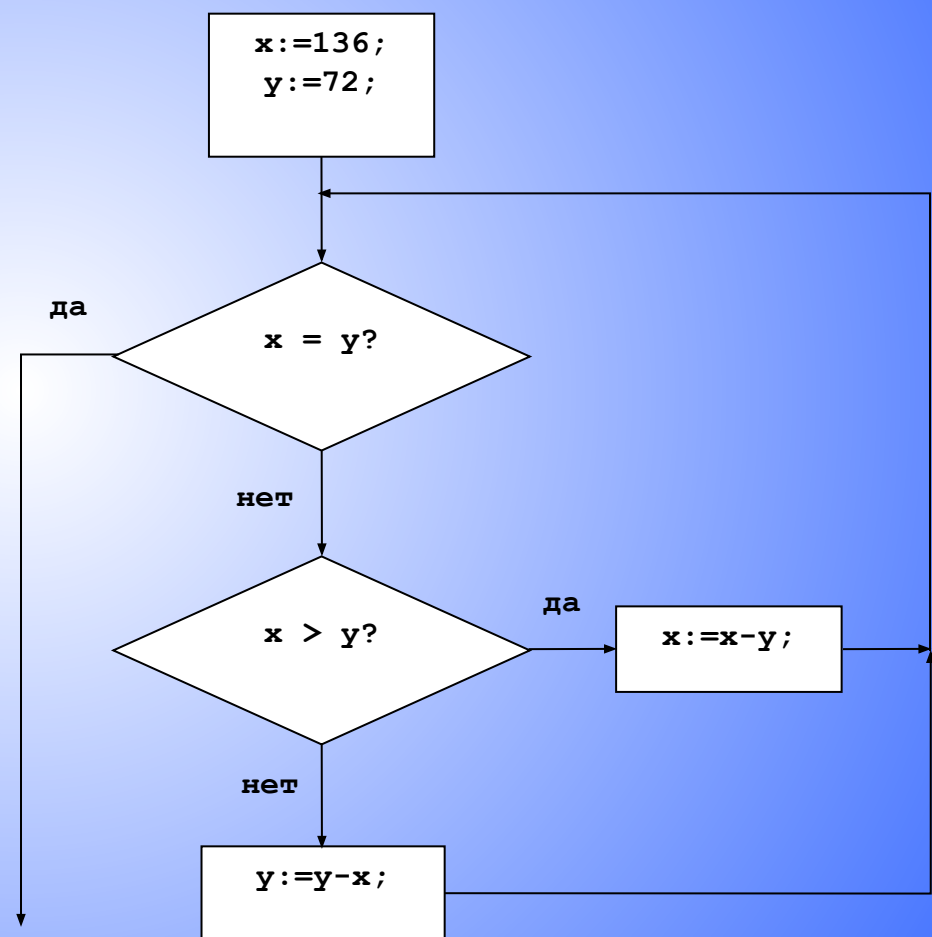 x:=136;
y:=72;
да
x = y?
нет
да
x > y?
x:=x-y;
нет
y:=y-x;